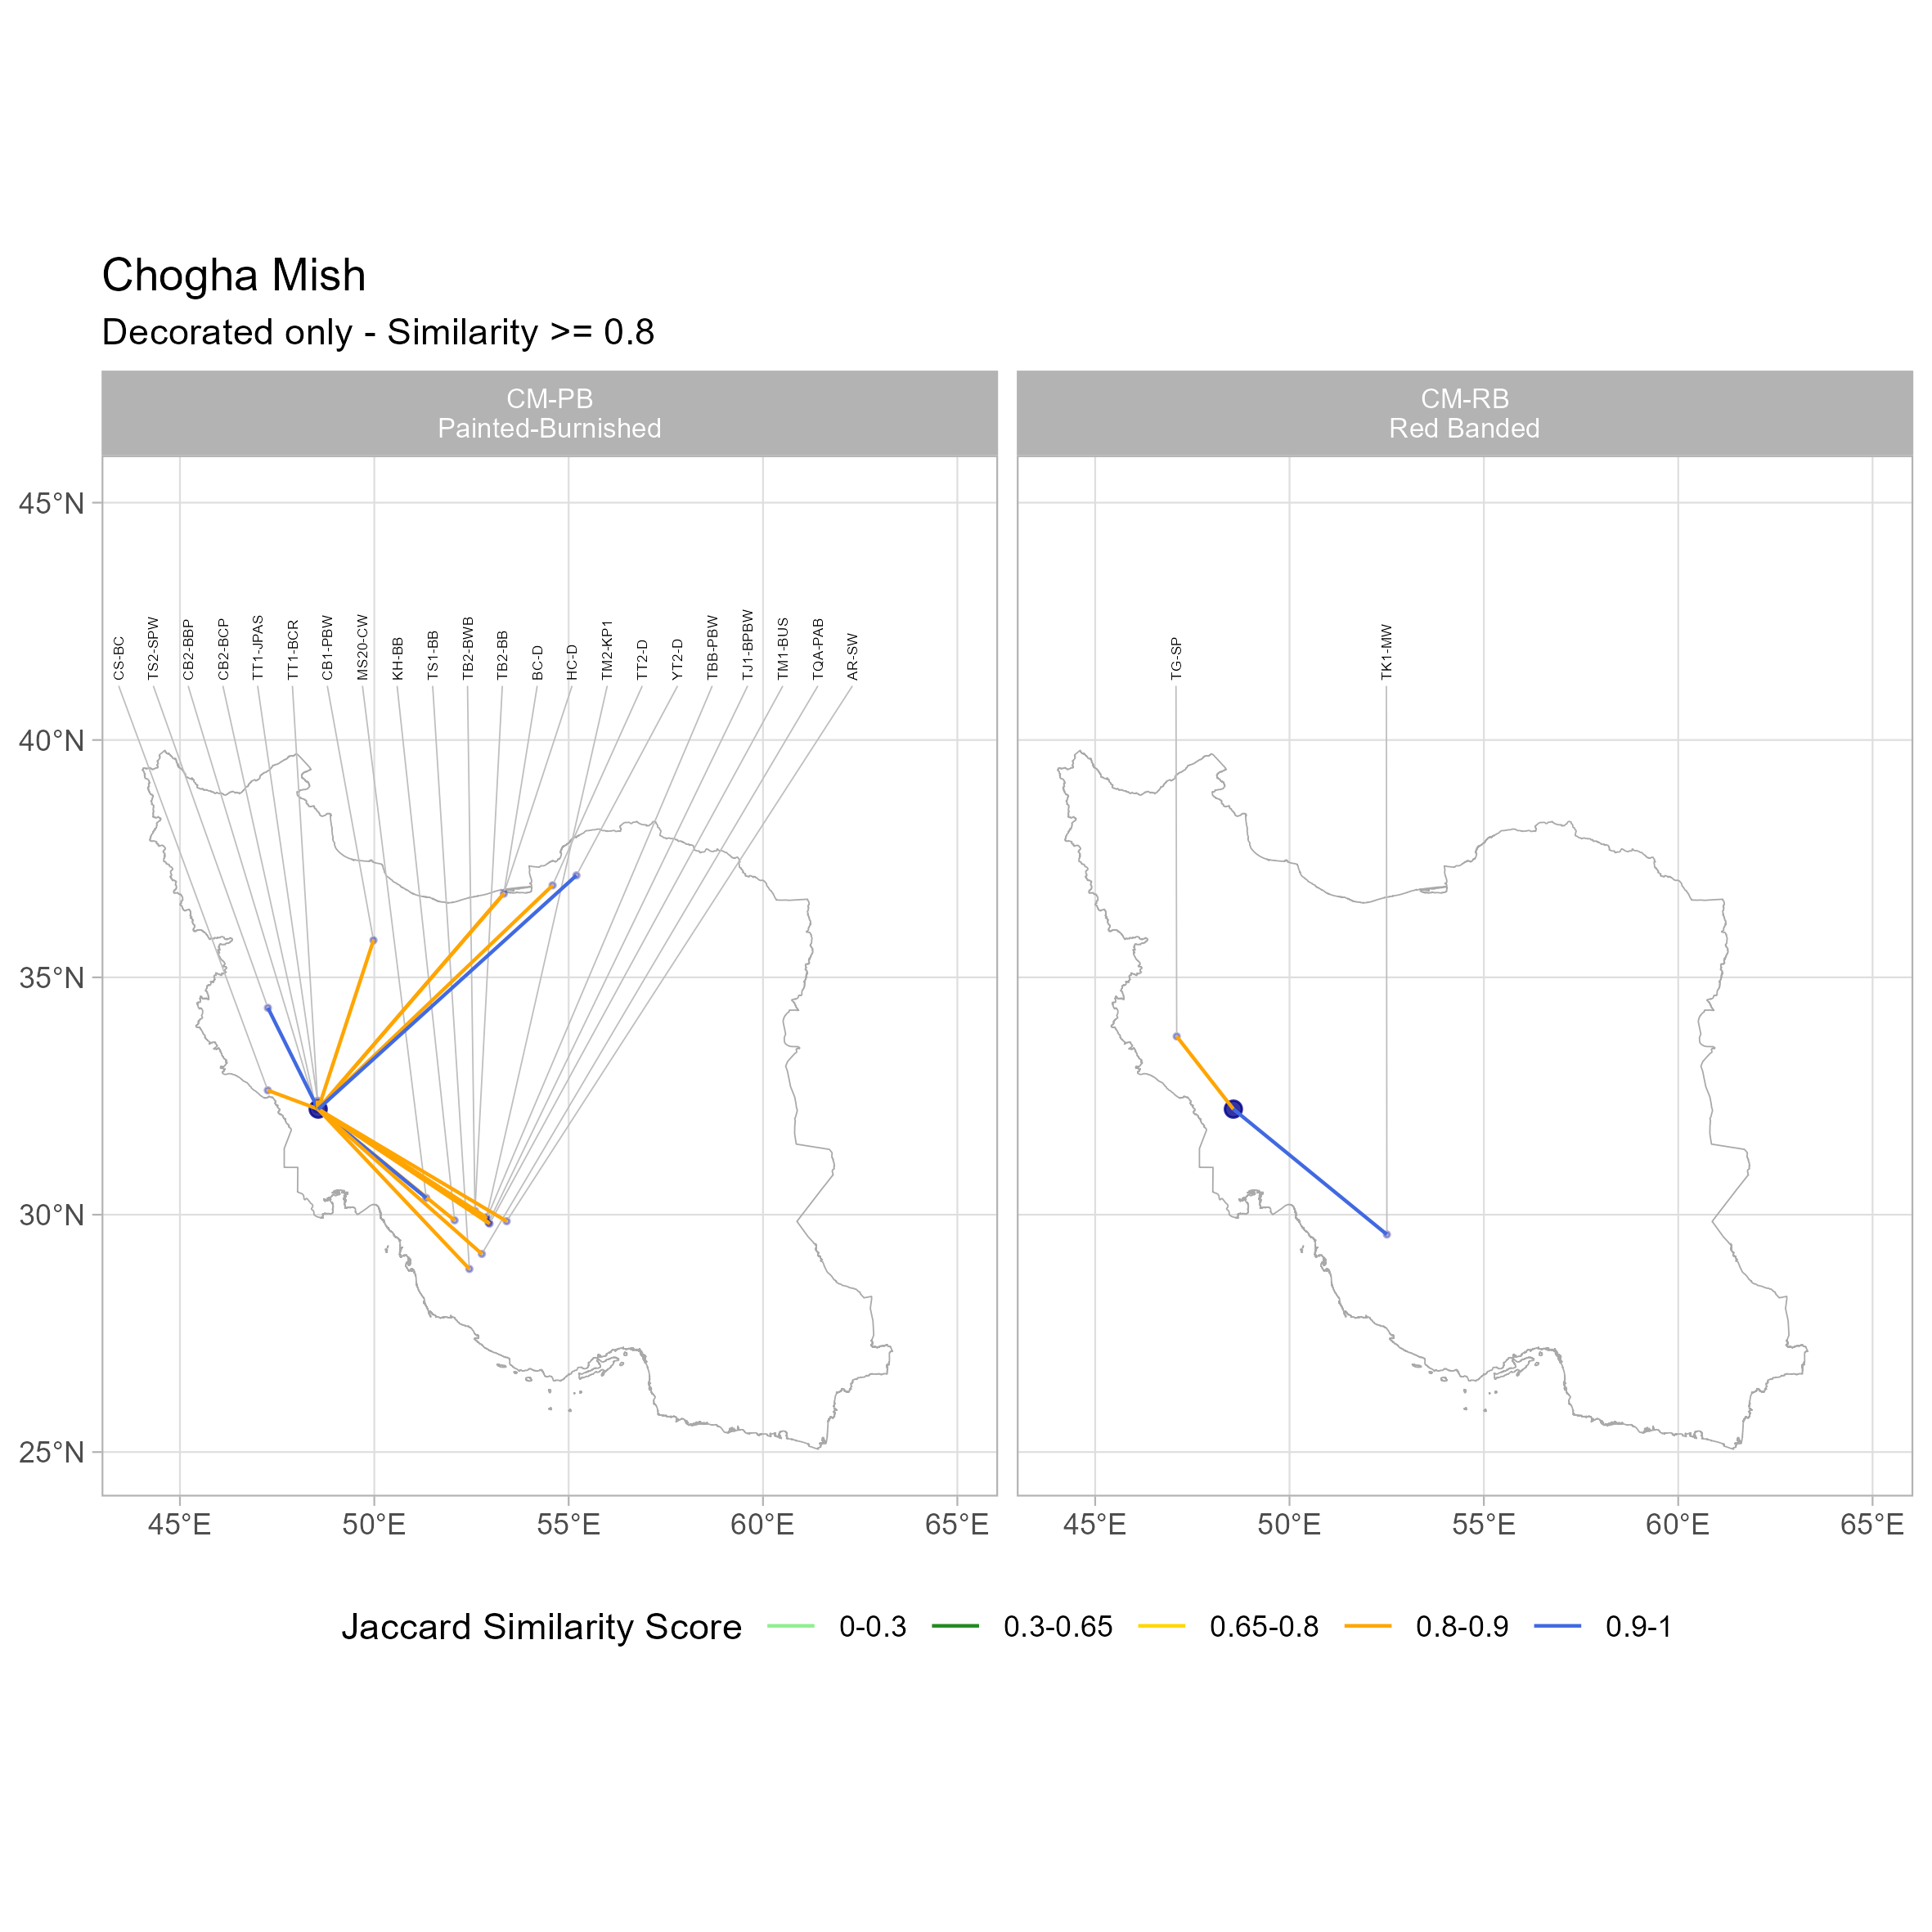 Chogha Mish
Decorated only - Similarity >= 0.8
CM-PB
Painted-Burnished
CM-RB
Red Banded
CS-BC
TS2-SPW
CB2-BBP
CB2-BCP
TT1-JPAS
TT1-BCR
CB1-PBW
MS20-CW
KH-BB
TS1-BB
TB2-BWB
TB2-BB
BC-D
HC-D
TM2-KP1
TT2-D
YT2-D
TBB-PBW
TJ1-BPBW
TM1-BUS
TQA-PAB
AR-SW
TG-SP
TK1-MW
45°N
40°N
35°N
30°N
25°N
45°E 50°E 55°E 60°E 65°E
45°E 50°E 55°E 60°E 65°E
Jaccard Similarity Score 0-0.3 0.3-0.65 0.65-0.8 0.8-0.9 0.9-1